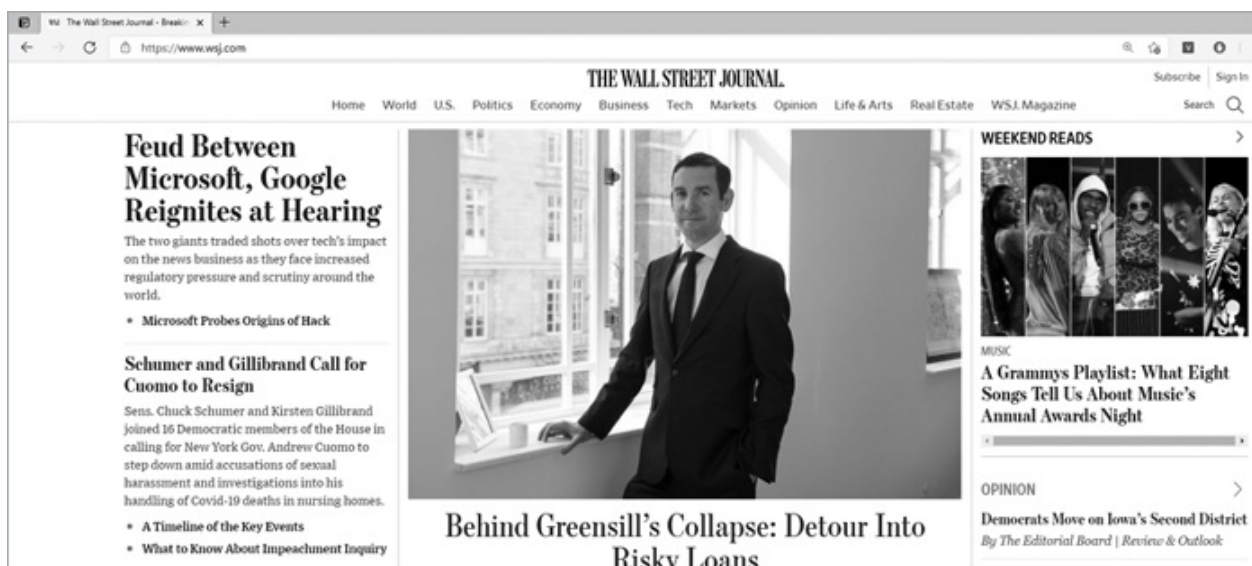 WSJ The Wall Street Journal - Breakin
https://www.wsj.com
THE WALL STREET JOURNAL.
Subscribe Sign In
Home World U.S. Politics Economy Business Tech Markets Opinion Life & Arts Real Estate WSJ. Magazine Search
Feud Between
Microsoft, Google
Reignites at Hearing
The two giants traded shots over tech's impact
on the news business as they face increased
regulatory pressure and scrutiny around the
world.
Microsoft Probes Origins of Hack
Schumer and Gillibrand Call for
Cuomo to Resign
Sens. Chuck Schumer and Kirsten Gillibrand
joined 16 Democratic members of the House in
calling for New York Gov. Andrew Cuomo to
step down amid accusations of sexual
harassment and investigations into his
handling of Covid-19 deaths in nursing homes.
A Timeline of the Key Events
What to Know About Impeachment Inquiry
Behind Greensill's Collapse: Detour Into
Risky Loans
WEEKEND READS
MUSIC
A Grammys Playlist: What Eight
Songs Tell Us About Music's
Annual Awards Night
OPINION
Democrats Move on Iowa's Second District
By The Editorial Board | Review & Outlook